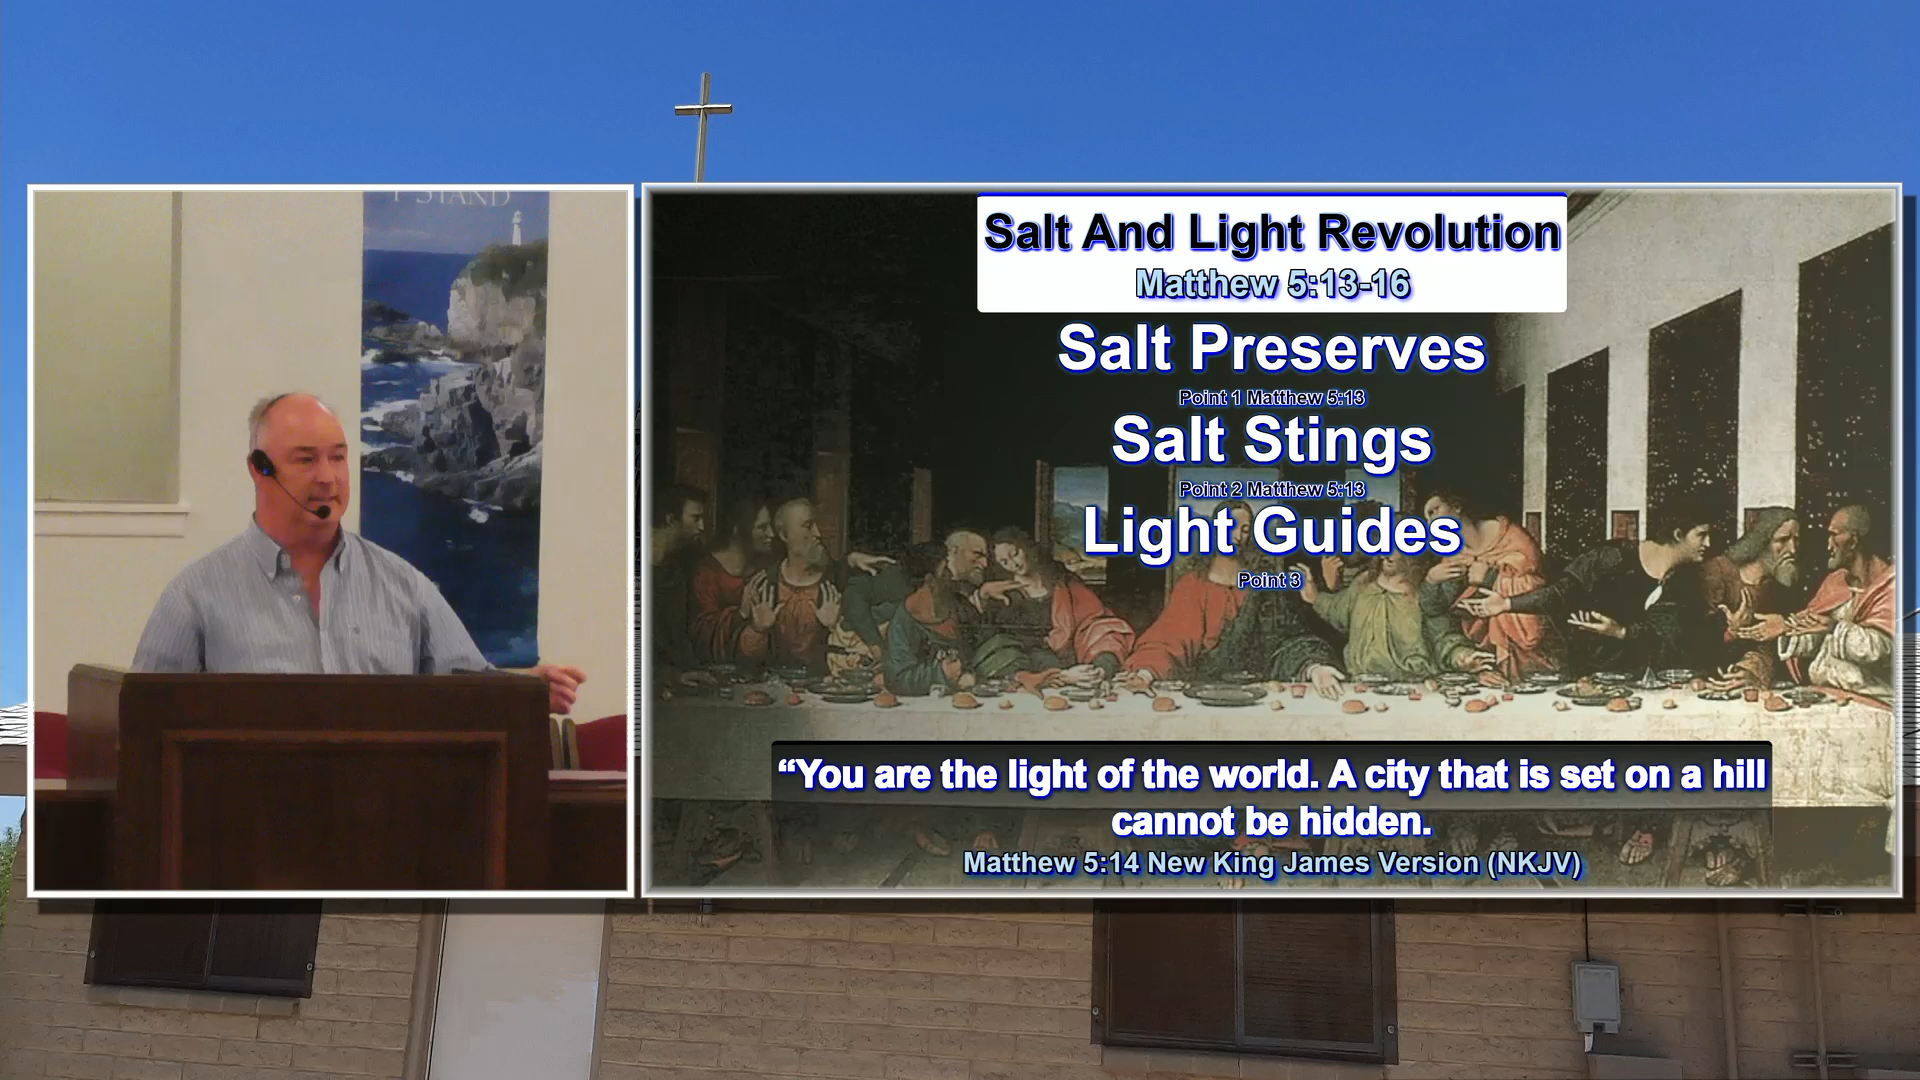 I STAND
Salt And Light Revolution
Matthew 5:13-16
Salt Preserves
Point 1 Matthew 5:13
Salt Stings
Point 2 Matthew 5:13
Light Guides
Point 3
“You are the light of the world. A city that is set on a hill
cannot be hidden.
Matthew 5:14 New King James Version (NKJV)